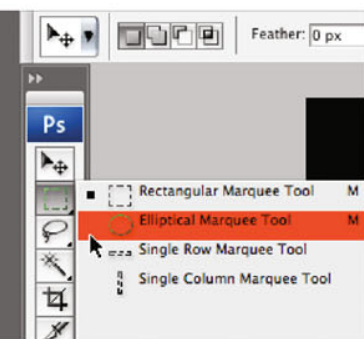 Feather: 0 px
Ps
Rectangular Marquee Tool M
Elliptical Marquee Tool M
Single Row Marquee Tool
Single Column Marquee Tool